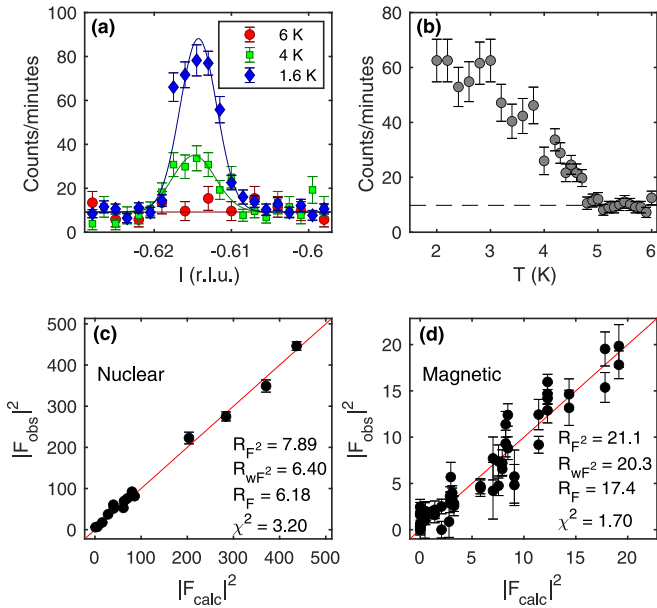 (a)
6 K
4 K
1.6 K
100
80
60
40
20
0
Counts/minutes
-0.62
-0.61
-0.6
l (r.l.u.)
(b)
100
80
60
40
20
0
Counts/minutes
2
3
4
5
6
T (K)
(c)
Nuclear
500
400
300
200
100
0
|F_obs|^2
R_F^2 = 7.89
R_wF^2 = 6.40
R_F = 6.18
χ^2 = 3.20
0 100 200 300 400 500
|F_calc|^2
(d)
Magnetic
20
15
10
5
0
|F_obs|^2
R_F^2 = 21.1
R_wF^2 = 20.3
R_F = 17.4
χ^2 = 1.70
0 5 10 15 20
|F_calc|^2